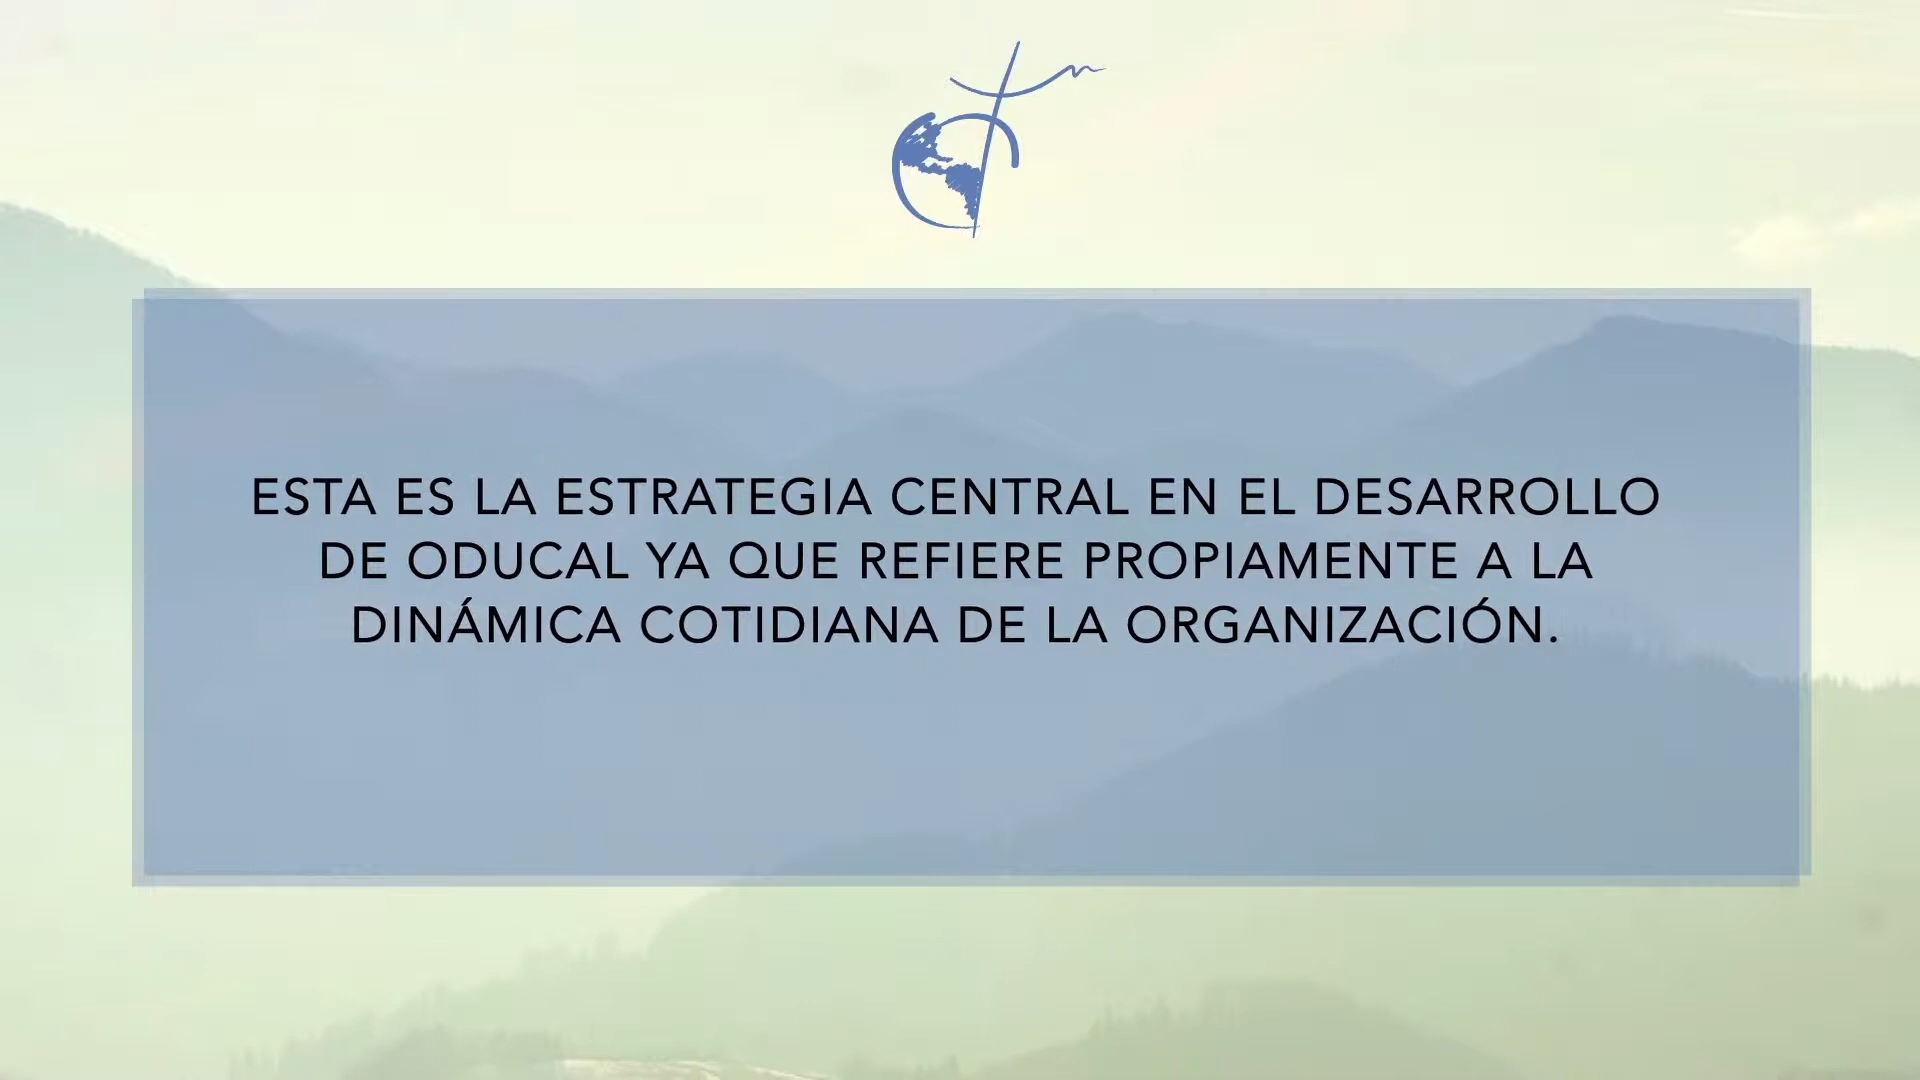 ESTA ES LA ESTRATEGIA CENTRAL EN EL DESARROLLO
DE ODUCAL YA QUE REFIERE PROPIAMENTE A LA
DINÁMICA COTIDIANA DE LA ORGANIZACIÓN.